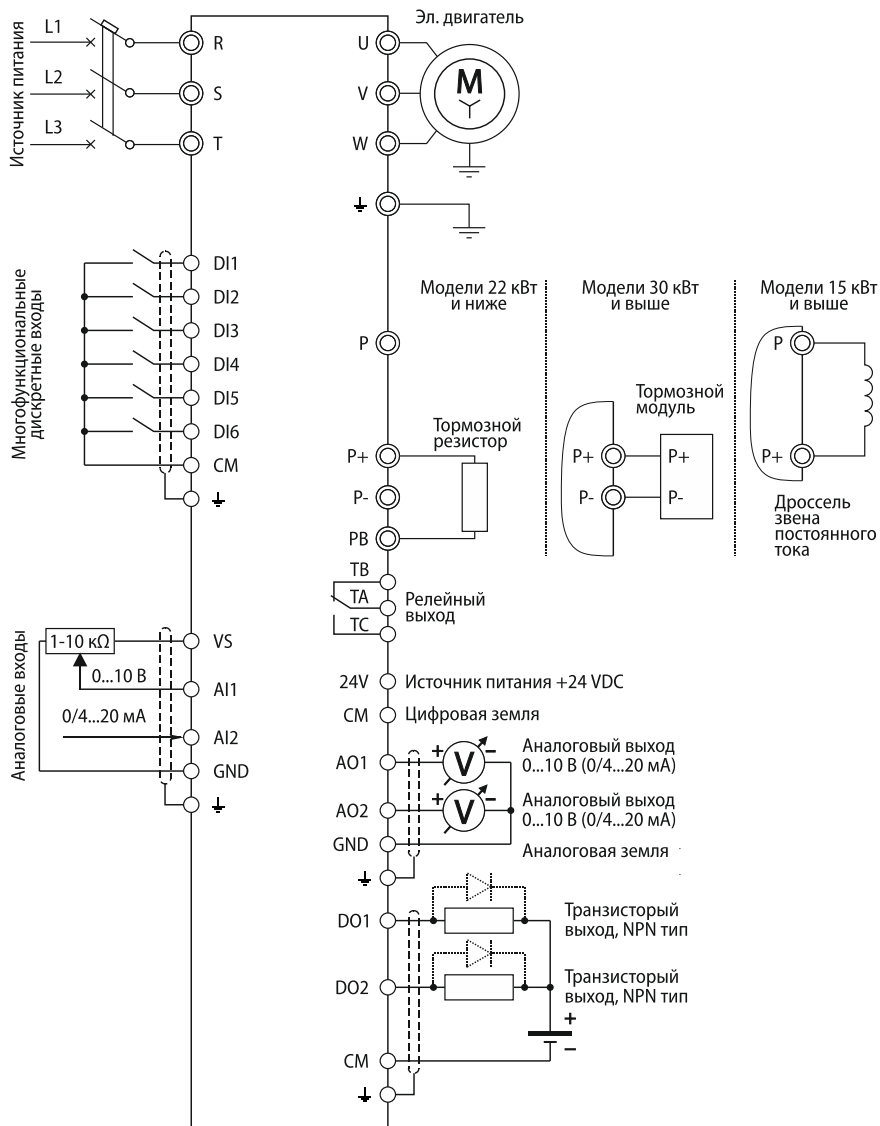 Эл. двигатель
Источник питания
L1
L2
L3
R
S
T
U
V
W
M
Многофункциональные
дискретные входы
DI1
DI2
DI3
DI4
DI5
DI6
CM
Модели 22 кВт
и ниже
Модели 30 кВт
и выше
Модели 15 кВт
и выше
P
P+
P-
PB
Тормозной
резистор
Тормозной
модуль
P+
P-
P+
P-
P
P+
Дроссель
звена
постоянного
тока
TB
TA
TC
Релейный
выход
Аналоговые входы
1-10 кΩ
0...10 В
0/4...20 мА
VS
AI1
AI2
GND
24V
Источник питания +24 VDC
CM
Цифровая земля
AO1
+
V
–
Аналоговый выход
0...10 В (0/4...20 мА)
AO2
+
V
–
Аналоговый выход
0...10 В (0/4...20 мА)
GND
Аналоговая земля
DO1
Транзисторый
выход, NPN тип
DO2
Транзисторый
выход, NPN тип
+
–
CM